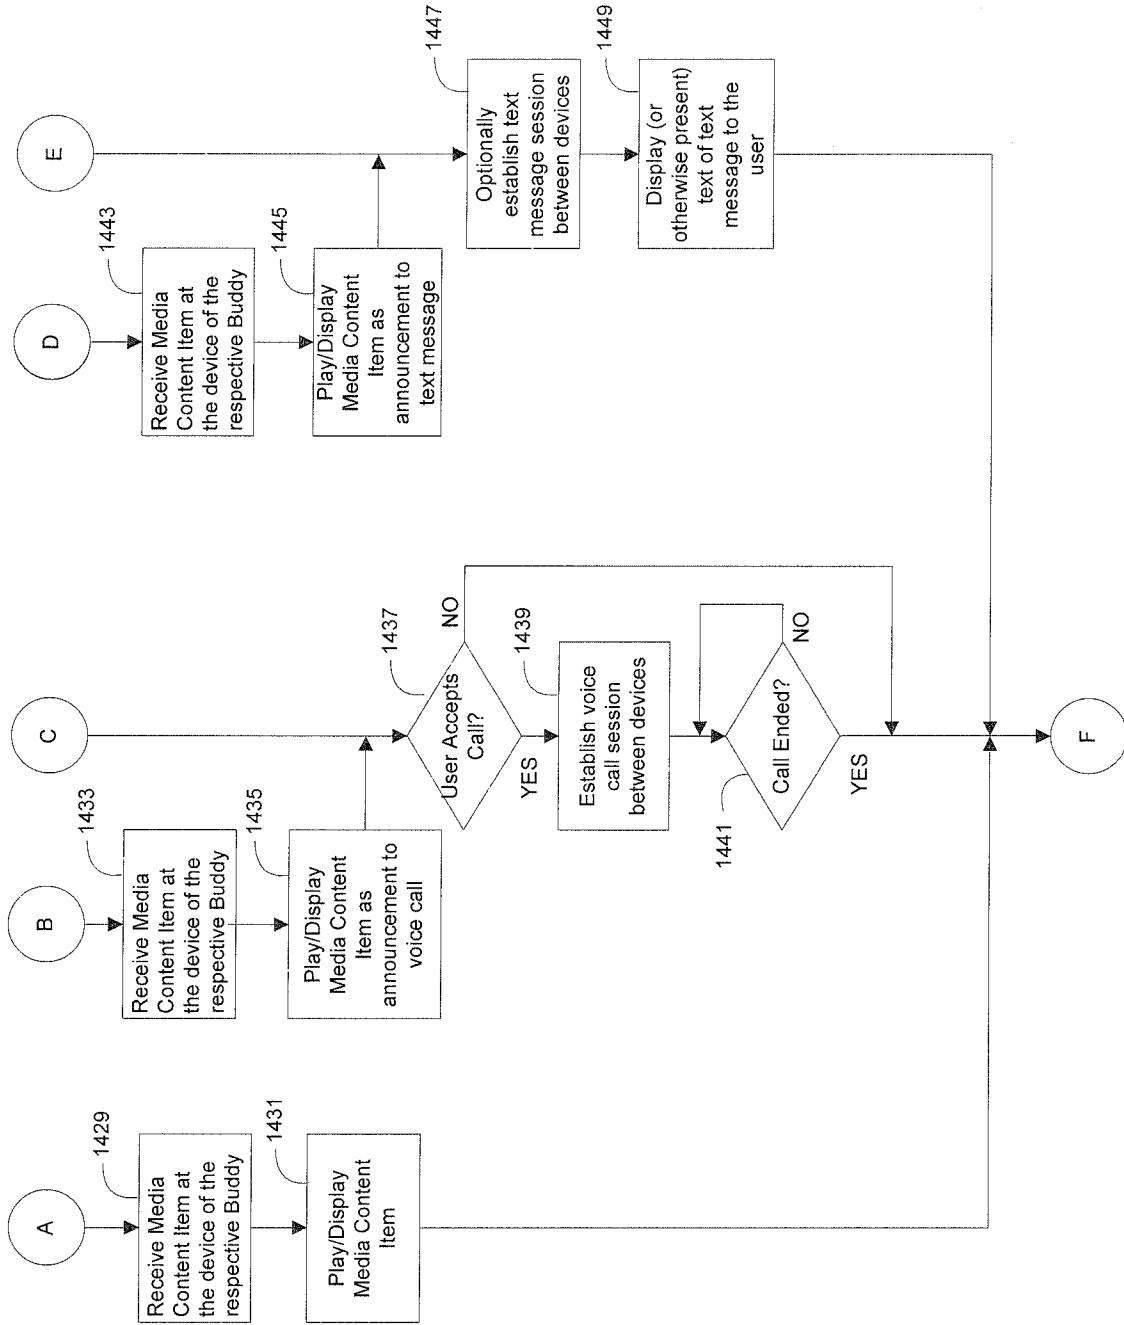 A
1429
Receive Media
Content Item at
the device of the
respective Buddy
1431
Play/Display
Media Content
Item
B
1433
Receive Media
Content Item at
the device of the
respective Buddy
1435
Play/Display
Media Content
Item as
announcement to
voice call
C
1437
User Accepts
Call?
NO
YES
1439
Establish voice
call session
between devices
1441
Call Ended?
NO
YES
D
1443
Receive Media
Content Item at
the device of the
respective Buddy
1445
Play/Display
Media Content
Item as
announcement to
text message
E
1447
Optionally
establish text
message session
between devices
1449
Display (or
otherwise present)
text of text
message to the
user
F